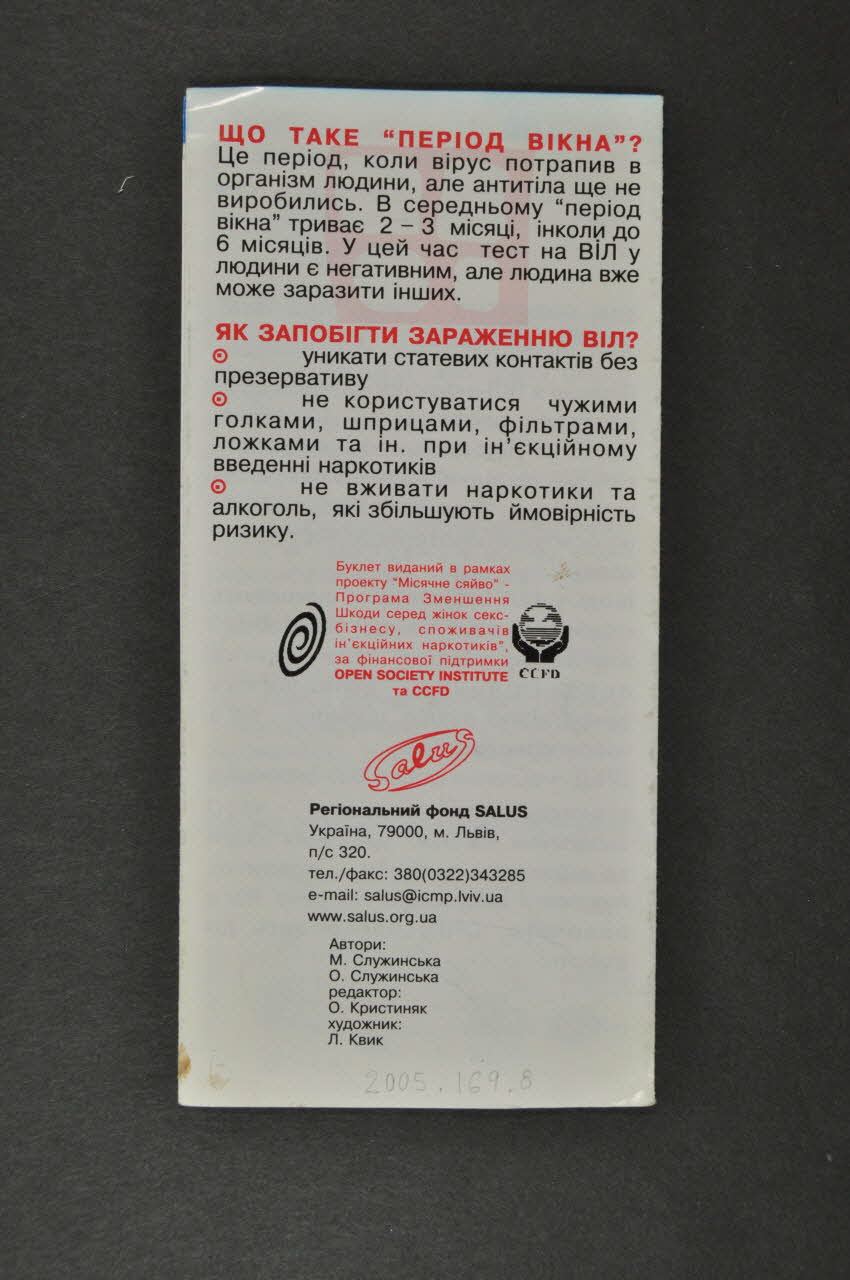 ЩО ТАКЕ “ПЕРІОД ВІКНА”?
Це період, коли вірус потрапив в
організм людини, але антитіла ще не
виробились. В середньому “період
вікна” триває 2 – 3 місяці, інколи до
6 місяців. У цей час тест на ВІЛ у
людини є негативним, але людина вже
може заразити інших.
ЯК ЗАПОБІГТИ ЗАРАЖЕННЮ ВІЛ?
уникати статевих контактів без
презервативу
не користуватися чужими
голками, шприцами, фільтрами,
ложками та ін. при ін’єкційному
введенні наркотиків
не вживати наркотики та
алкоголь, які збільшують ймовірність
ризику.
Буклет виданий в рамках
проекту "Місячне сяйво" -
Програма Зменшення
Шкоди серед жінок секс-
бізнесу, споживачів
ін'єкційних наркотиків",
за фінансової підтримки
OPEN SOCIETY INSTITUTE
та CCFD
CCFD
Salus
Регіональний фонд SALUS
Україна, 79000, м. Львів,
п/с 320.
тел./факс: 380(0322)343285
e-mail: salus@icmp.lviv.ua
www.salus.org.ua
Автори:
М. Служинська
О. Служинська
редактор:
О. Кристиняк
художник:
Л. Квик
2005.169.8